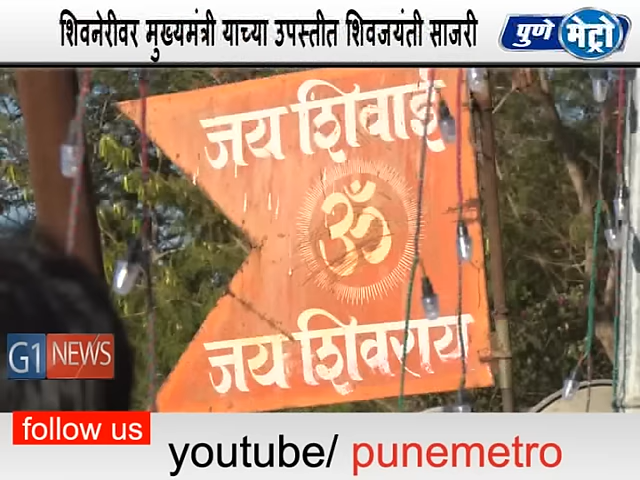 शिवनेरीवर मुख्यमंत्री याच्या उपस्तीत शिवजयंती साजरी
पुणे मेट्रो
जय शिवाई
ॐ
जय शिवराय
G1 NEWS
follow us
youtube/ punemetro